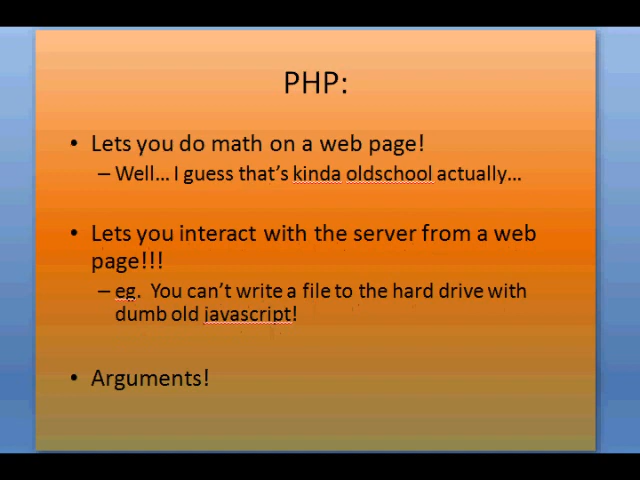 PHP:
• Lets you do math on a web page!
– Well... I guess that's kinda oldschool actually...
• Lets you interact with the server from a web
page!!!
– eg.  You can't write a file to the hard drive with
dumb old javascript!
• Arguments!